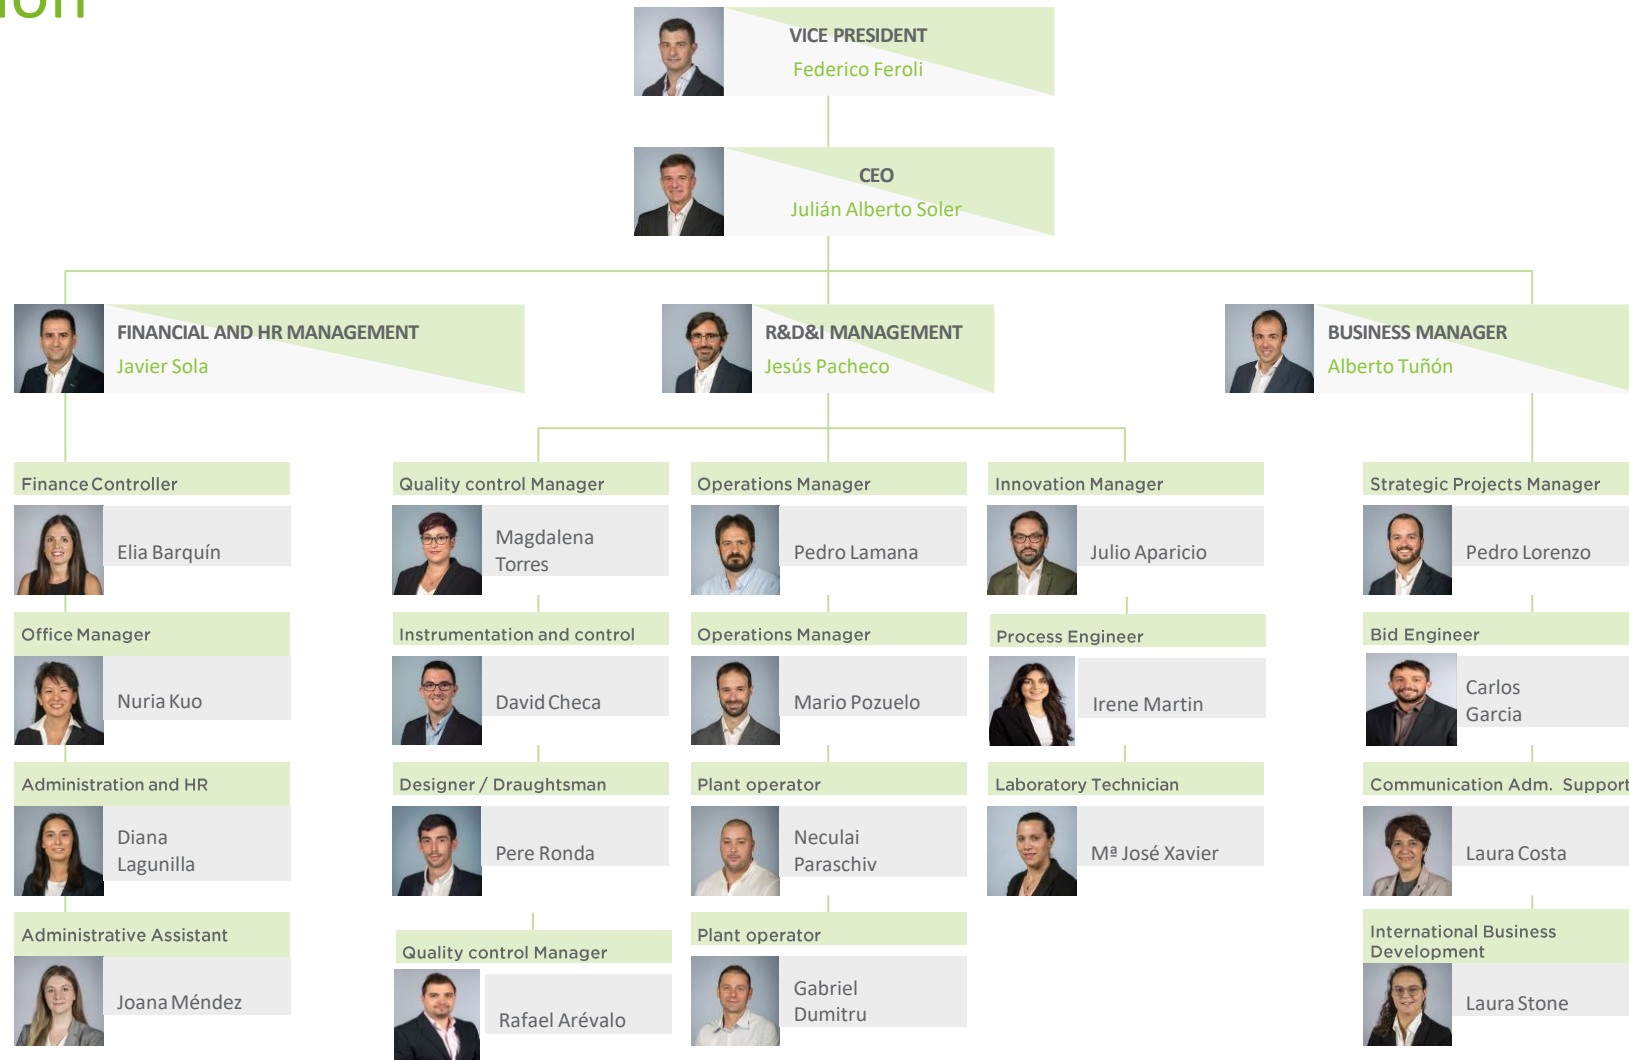 VICE PRESIDENT
Federico Feroli
CEO
Julián Alberto Soler
FINANCIAL AND HR MANAGEMENT
Javier Sola
R&D&I MANAGEMENT
Jesús Pacheco
BUSINESS MANAGER
Alberto Tuñón
Finance Controller
Elia Barquín
Office Manager
Nuria Kuo
Administration and HR
Diana
Lagunilla
Administrative Assistant
Joana Méndez
Quality control Manager
Magdalena
Torres
Instrumentation and control
David Checa
Designer / Draughtsman
Pere Ronda
Quality control Manager
Rafael Arévalo
Operations Manager
Pedro Lamana
Operations Manager
Mario Pozuelo
Plant operator
Neculai
Paraschiv
Plant operator
Gabriel
Dumitru
Innovation Manager
Julio Aparicio
Process Engineer
Irene Martin
Laboratory Technician
Mª José Xavier
Strategic Projects Manager
Pedro Lorenzo
Bid Engineer
Carlos
Garcia
Communication Adm. Support
Laura Costa
International Business
Development
Laura Stone